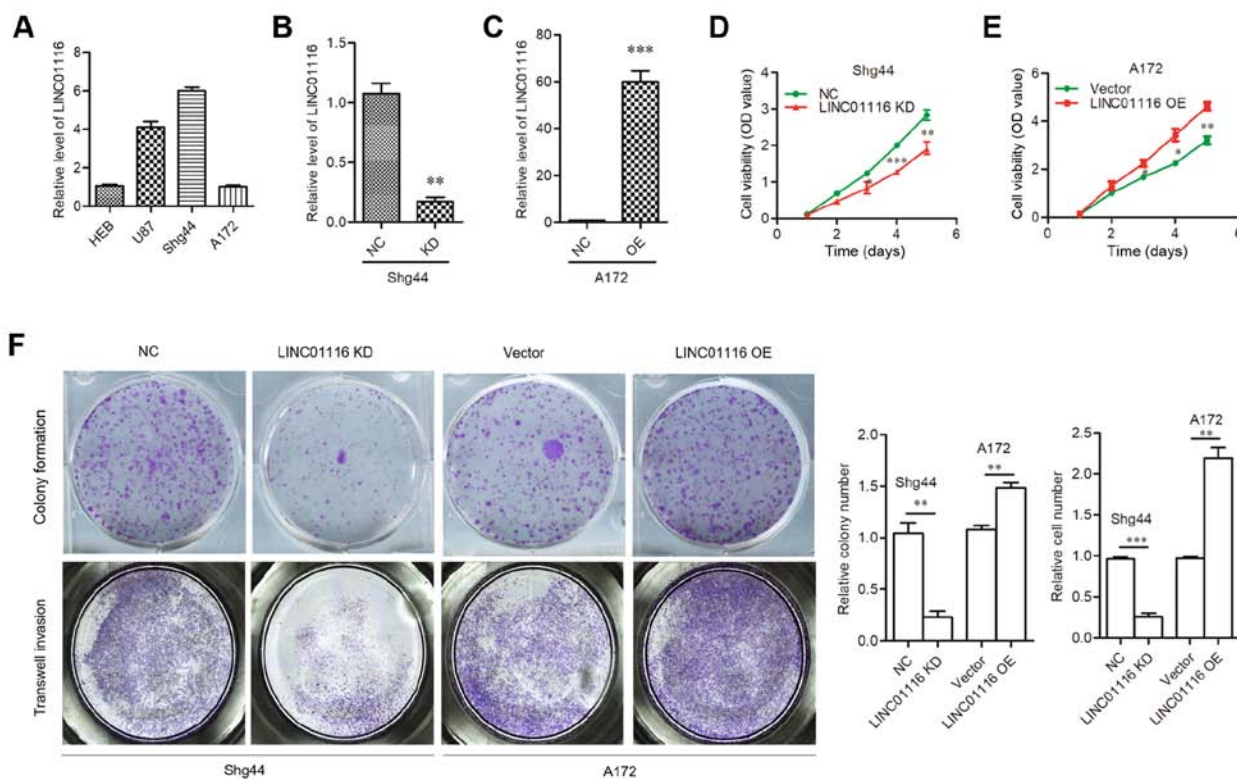 A
Relative level of LINC01116
8
6
4
2
0
HEB
U87
Shg44
A172
B
Relative level of LINC01116
1.5
1.0
0.5
0.0
**
NC
KD
Shg44
C
Relative level of LINC01116
80
60
40
20
0
***
NC
OE
A172
D
Shg44
NC
LINC01116 KD
Cell viability (OD value)
4
3
2
1
0
*
***
**
0
2
4
6
Time (days)
E
A172
Vector
LINC01116 OE
Cell viability (OD value)
6
4
2
0
*
*
**
0
2
4
6
Time (days)
F
NC
LINC01116 KD
Vector
LINC01116 OE
Colony formation
Transwell invasion
Shg44
A172
Relative colony number
2.0
1.5
1.0
0.5
0.0
Shg44
**
A172
**
NC
LINC01116 KD
Vector
LINC01116 OE
Relative cell number
2.5
2.0
1.5
1.0
0.5
0.0
Shg44
***
A172
**
NC
LINC01116 KD
Vector
LINC01116 OE